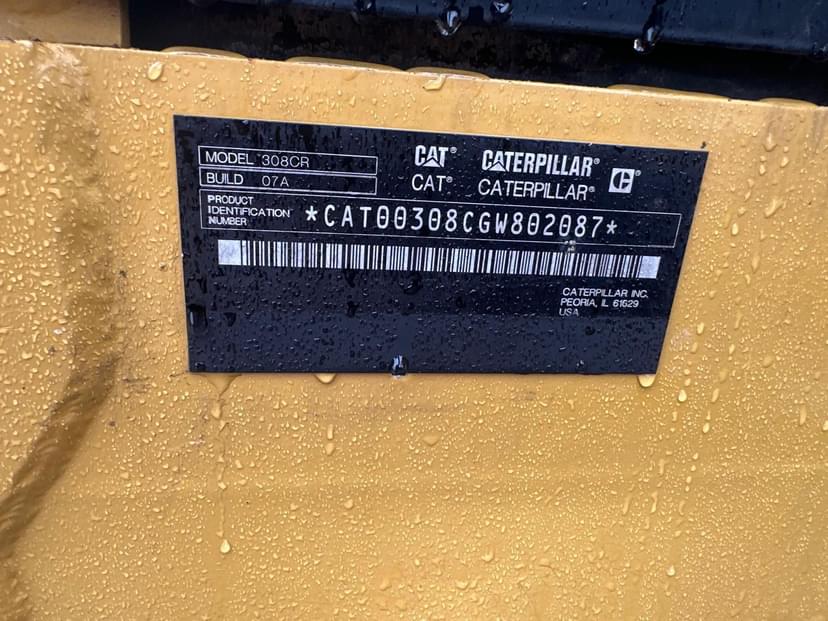 MODEL 308CR
BUILD 07A
CAT® CATERPILLAR® C
CAT® CATERPILLAR®
PRODUCT
IDENTIFICATION
NUMBER
*CAT00308CGW802087*
CATERPILLAR INC.
PEORIA, IL 61629
USA